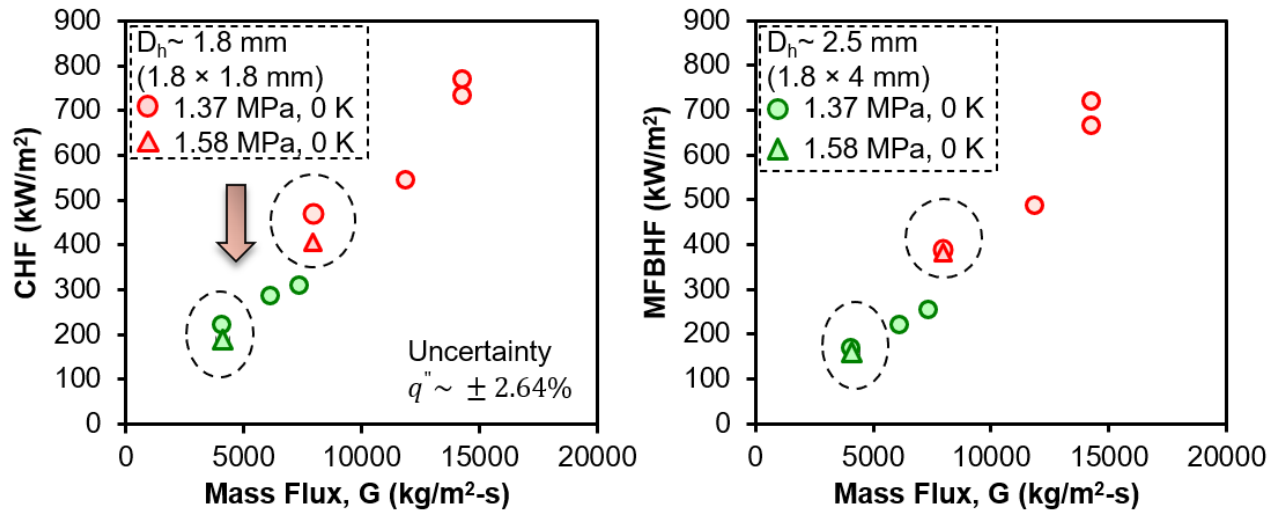 900
800
700
600
500
400
300
200
100
0
CHF (kW/m²)
D_h~ 1.8 mm
(1.8 × 1.8 mm)
1.37 MPa, 0 K
1.58 MPa, 0 K
Uncertainty
q"~ ± 2.64%
0 5000 10000 15000 20000
Mass Flux, G (kg/m²-s)
900
800
700
600
500
400
300
200
100
0
MFBHF (kW/m²)
D_h~ 2.5 mm
(1.8 × 4 mm)
1.37 MPa, 0 K
1.58 MPa, 0 K
0 5000 10000 15000 20000
Mass Flux, G (kg/m²-s)